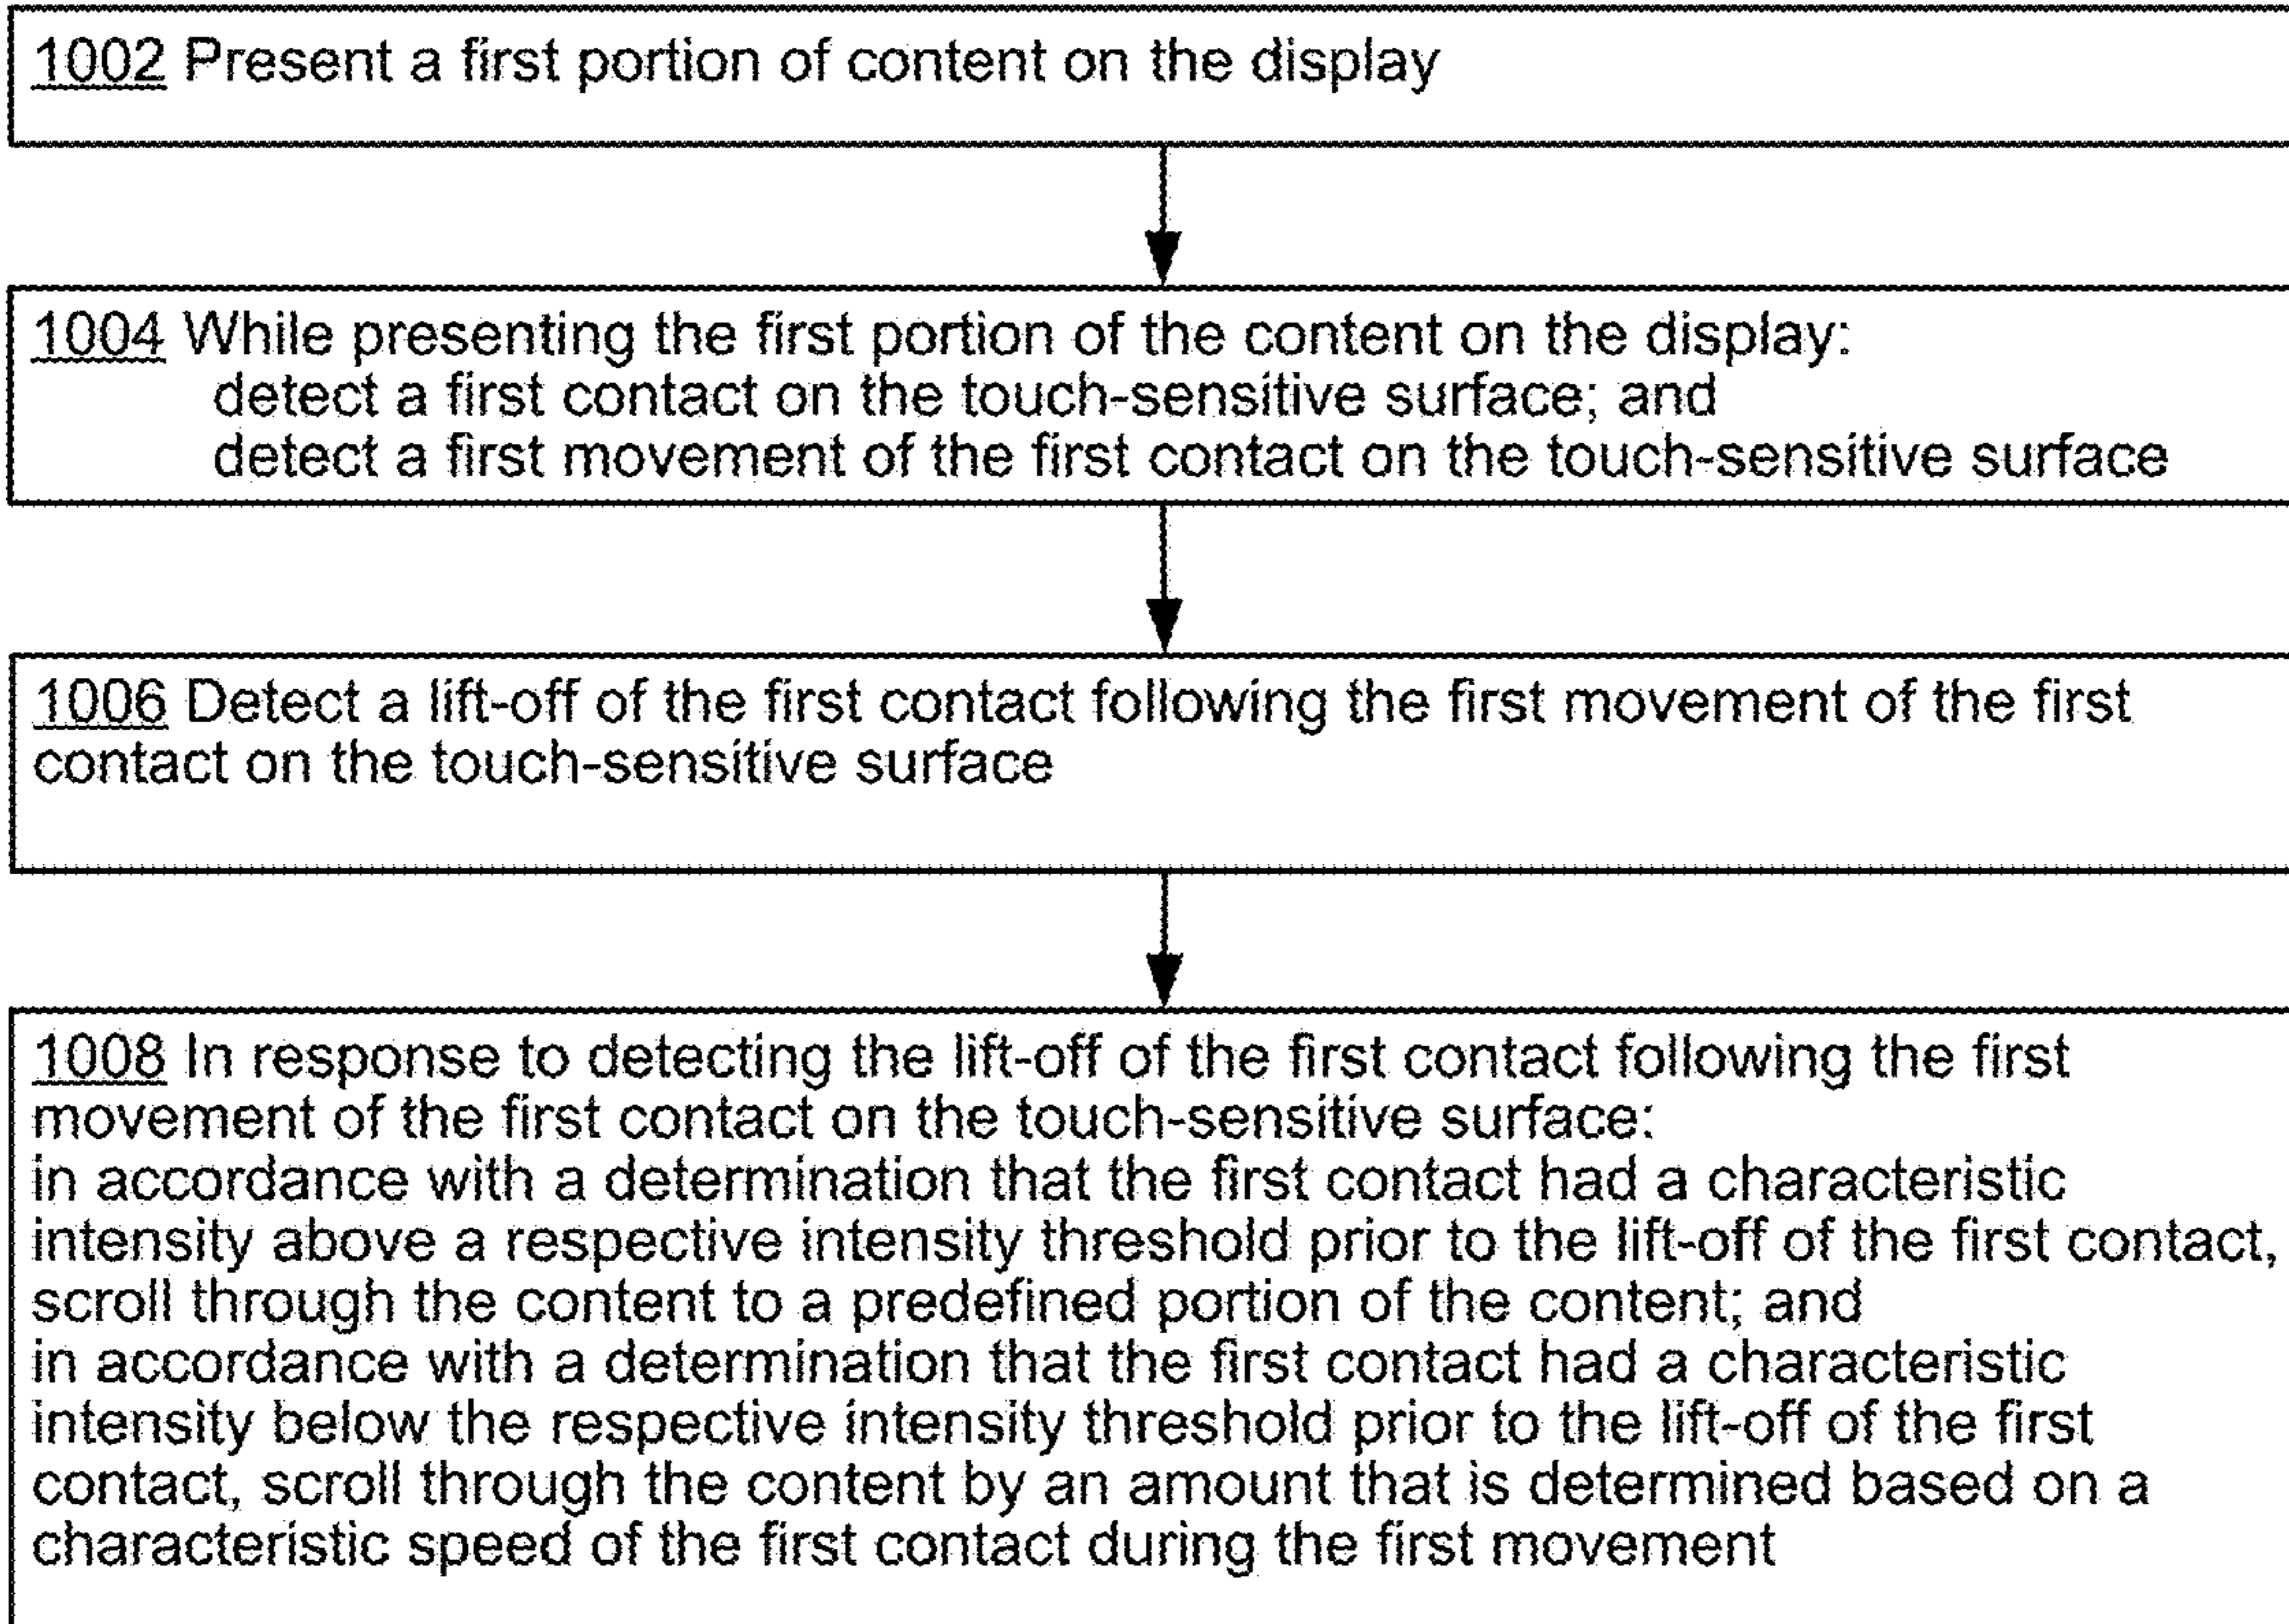 1002 Present a first portion of content on the display
1004 While presenting the first portion of the content on the display:
detect a first contact on the touch-sensitive surface; and
detect a first movement of the first contact on the touch-sensitive surface
1006 Detect a lift-off of the first contact following the first movement of the first
contact on the touch-sensitive surface
1008 In response to detecting the lift-off of the first contact following the first
movement of the first contact on the touch-sensitive surface:
in accordance with a determination that the first contact had a characteristic
intensity above a respective intensity threshold prior to the lift-off of the first contact,
scroll through the content to a predefined portion of the content; and
in accordance with a determination that the first contact had a characteristic
intensity below the respective intensity threshold prior to the lift-off of the first
contact, scroll through the content by an amount that is determined based on a
characteristic speed of the first contact during the first movement